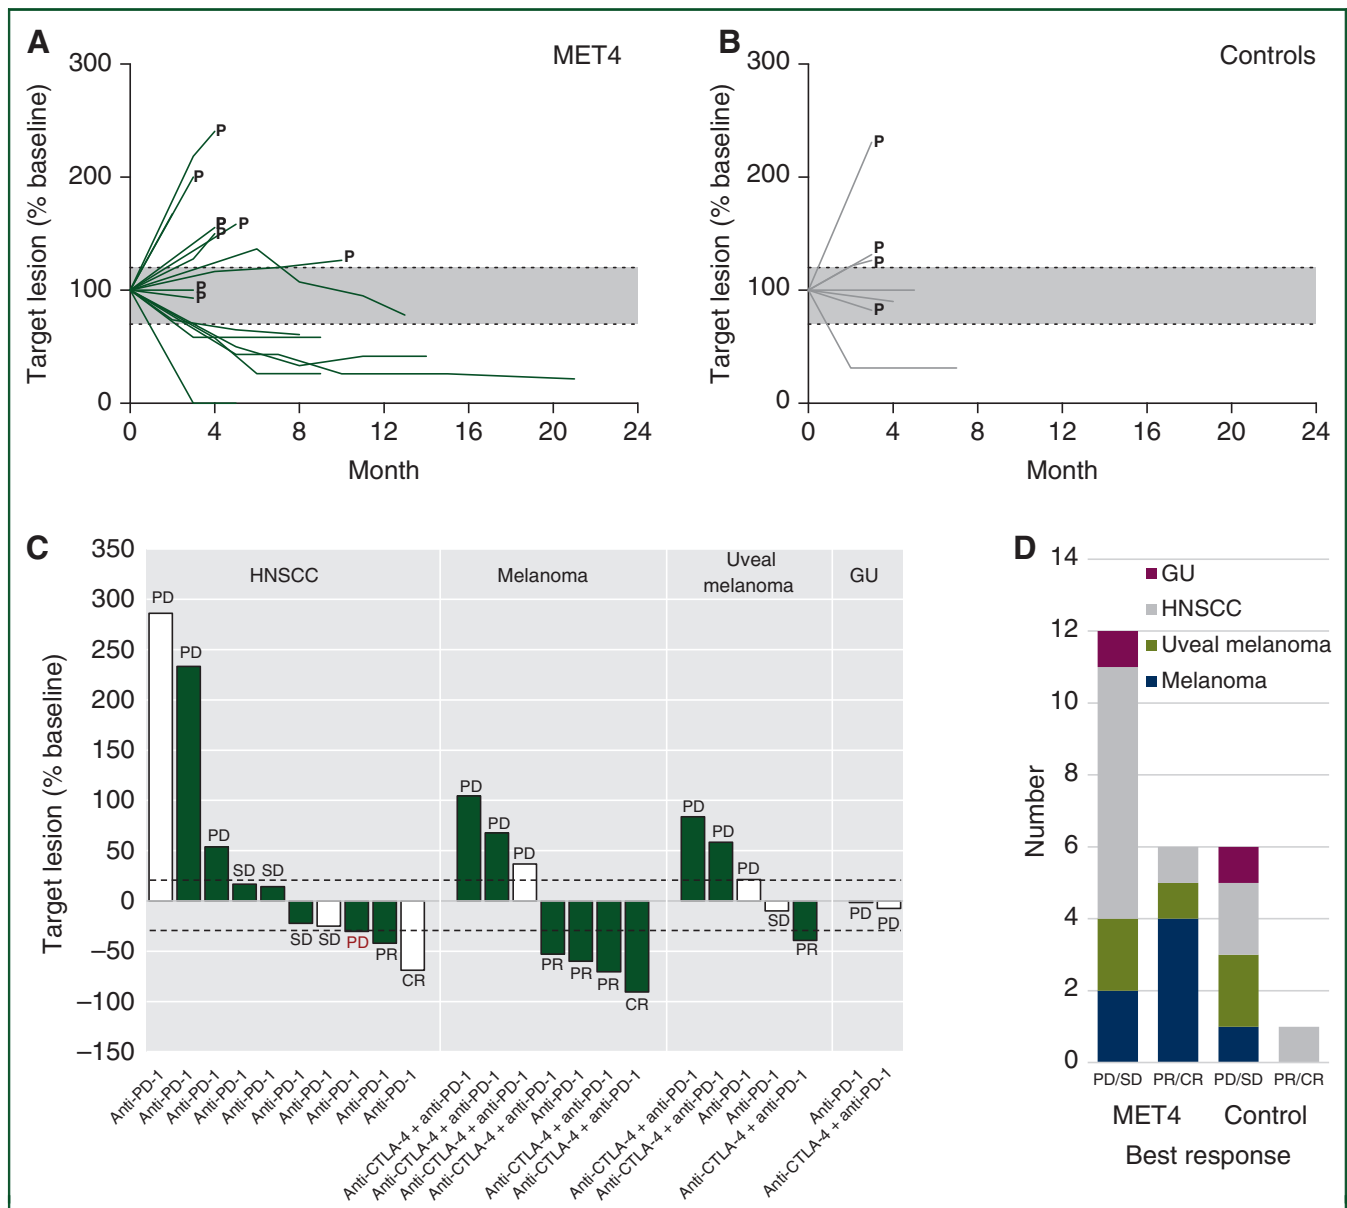 A
MET4
300
200
100
0
Target lesion (% baseline)
P
P
P
P
P
P
P
P
0 4 8 12 16 20 24
Month
B
Controls
300
200
100
0
Target lesion (% baseline)
P
P
P
P
0 4 8 12 16 20 24
Month
C
350
300
250
200
150
100
50
0
−50
−100
−150
Target lesion (% baseline)
HNSCC
Melanoma
Uveal
melanoma
GU
PD
PD
PD
SD
SD
SD
SD
PD
PR
CR
PD
PD
PD
PR
PR
PR
CR
PD
PD
PD
SD
PR
PD
PD
Anti-PD-1
Anti-PD-1
Anti-PD-1
Anti-PD-1
Anti-PD-1
Anti-PD-1
Anti-PD-1
Anti-PD-1
Anti-PD-1
Anti-PD-1
Anti-CTLA-4 + anti-PD-1
Anti-CTLA-4 + anti-PD-1
Anti-CTLA-4 + anti-PD-1
Anti-CTLA-4 + anti-PD-1
Anti-PD-1
Anti-CTLA-4 + anti-PD-1
Anti-CTLA-4 + anti-PD-1
Anti-CTLA-4 + anti-PD-1
Anti-CTLA-4 + anti-PD-1
Anti-PD-1
Anti-PD-1
Anti-CTLA-4 + anti-PD-1
Anti-PD-1
Anti-CTLA-4 + anti-PD-1
D
14
12
10
8
6
4
2
0
Number
GU
HNSCC
Uveal melanoma
Melanoma
PD/SD PR/CR PD/SD PR/CR
MET4 Control
Best response